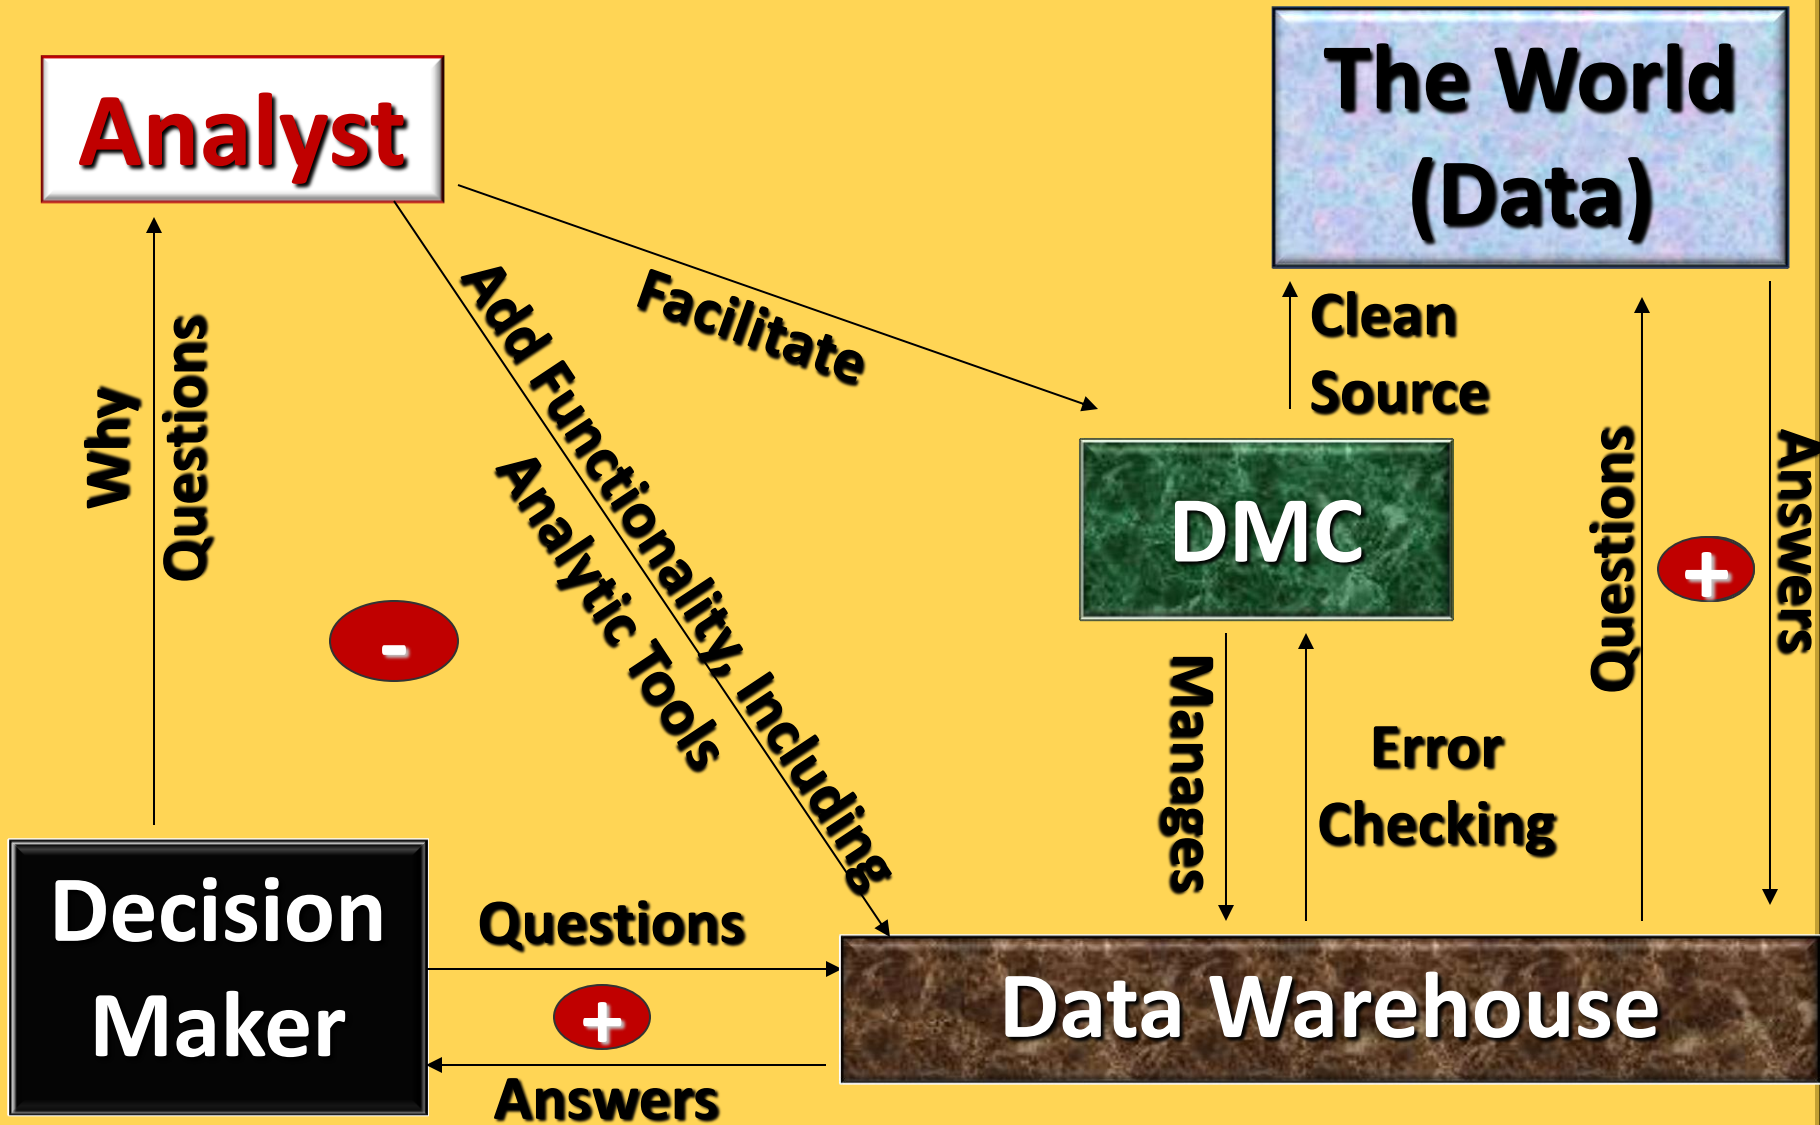 Analyst
The World
(Data)
Facilitate
Clean
Source
Why
Questions
Add Functionality, Including
Analytic Tools
-
DMC
Questions
+
Answers
Manages
Error
Checking
Decision
Maker
Questions
+
Answers
Data Warehouse